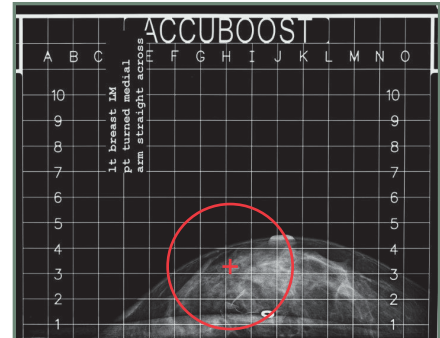 ACCUBOOST
A B C E F G H I J K L M N O
lt breast LM
pt turned medial
arm straight across
10 10
9 9
8 8
7 7
6 6
5 5
4 4
3 3
2 2
1 1